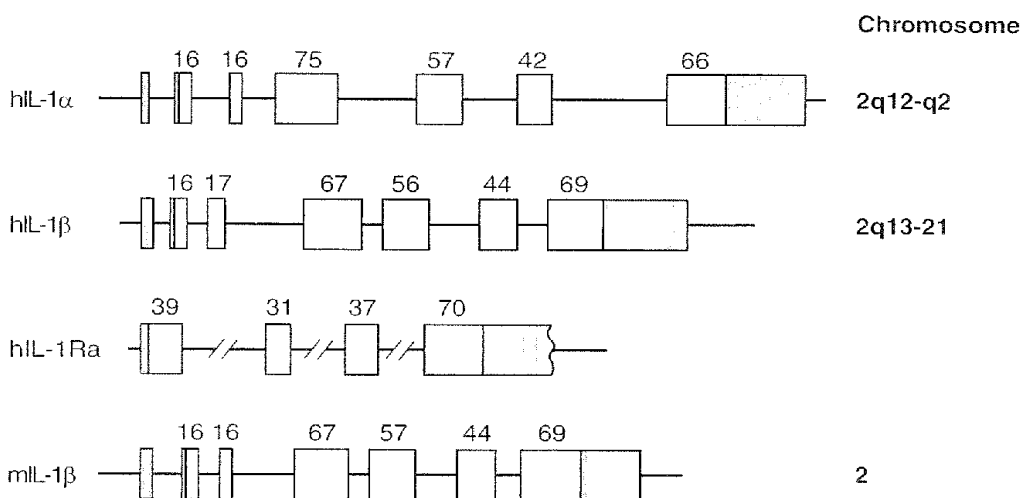 Chromosome
16 16 75 57 42 66
hIL-1α 2q12-q2
16 17 67 56 44 69
hIL-1β 2q13-21
39 31 37 70
hIL-1Ra
16 16 67 57 44 69
mIL-1β 2